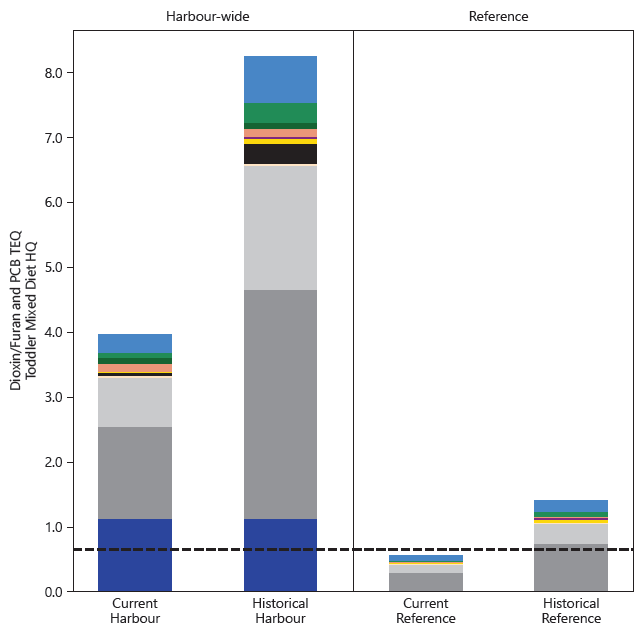 Harbour-wide
Reference
Dioxin/Furan and PCB TEQ
Toddler Mixed Diet HQ
8.0
7.0
6.0
5.0
4.0
3.0
2.0
1.0
0.0
Current
Harbour
Historical
Harbour
Current
Reference
Historical
Reference